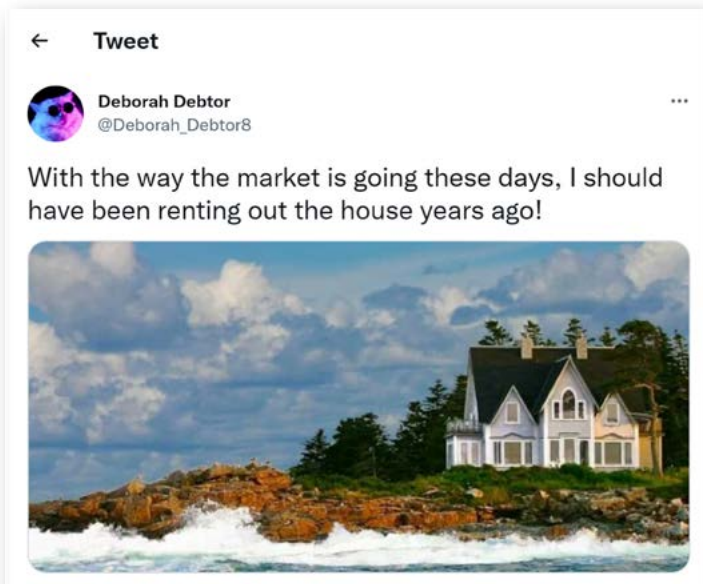 Tweet
Deborah Debtor
@Deborah_Debtor8
With the way the market is going these days, I should
have been renting out the house years ago!